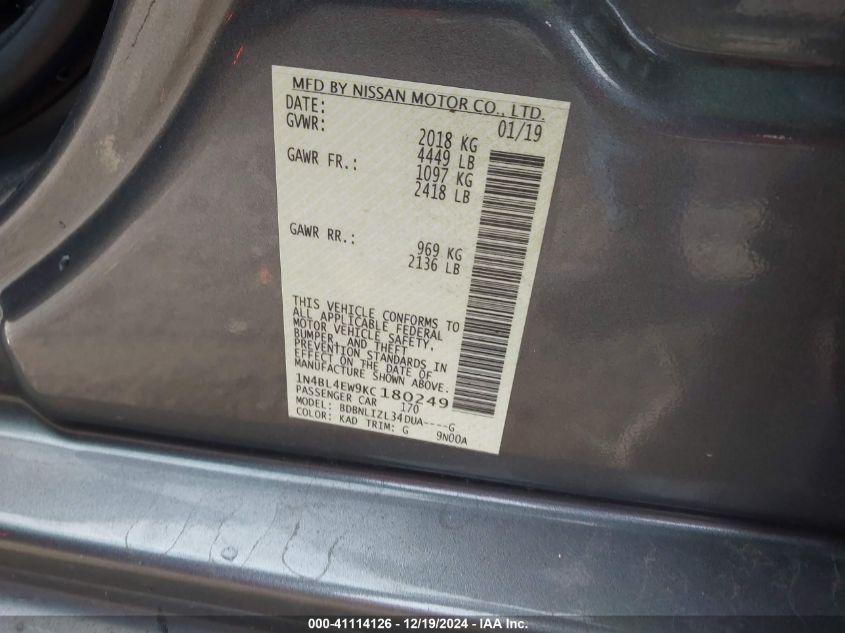 MFD BY NISSAN MOTOR CO., LTD.
DATE: 01/19
GVWR: 2018 KG
4449 LB
GAWR FR.: 1097 KG
2418 LB
GAWR RR.: 969 KG
2136 LB
THIS VEHICLE CONFORMS TO
ALL APPLICABLE FEDERAL
MOTOR VEHICLE SAFETY,
BUMPER, AND THEFT
PREVENTION STANDARDS IN
EFFECT ON THE DATE OF
MANUFACTURE SHOWN ABOVE.
1N4BL4EW9KC180249
PASSENGER CAR 170
MODEL: BDBNLIZL34DUA----G
COLOR: KAD TRIM: G 9N00A
000-41114126 - 12/19/2024 - IAA, Inc.